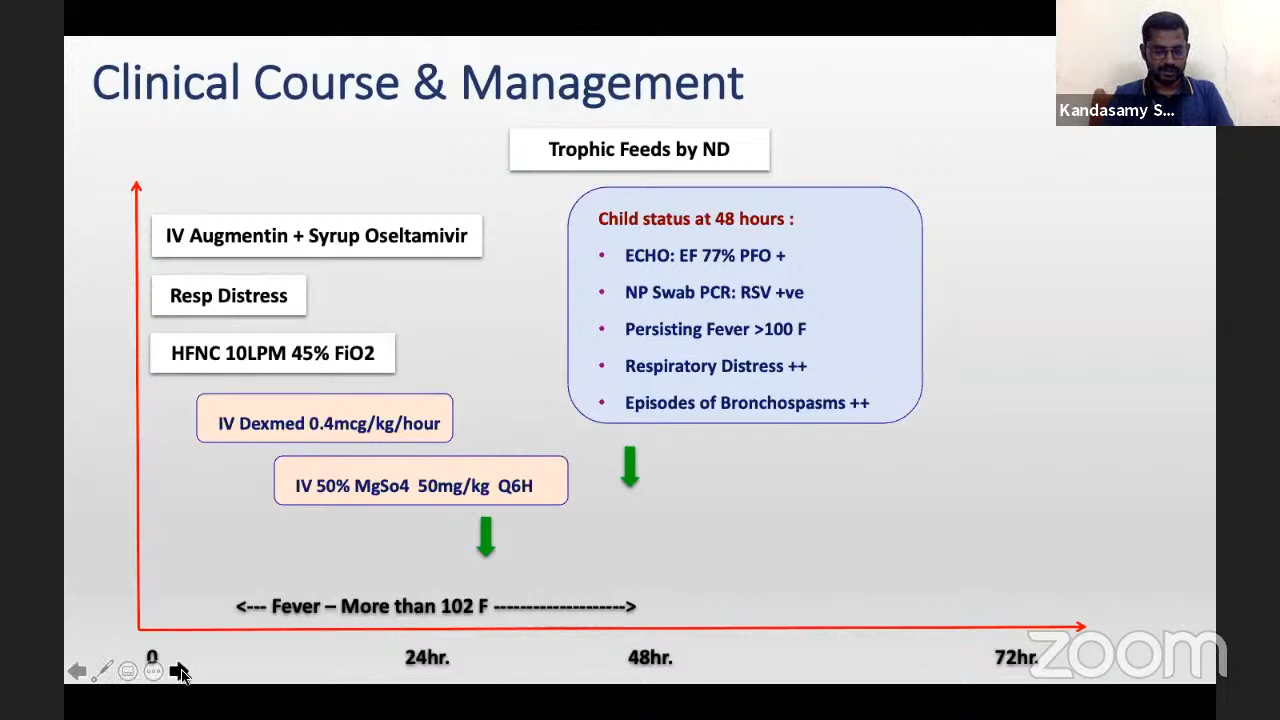 Clinical Course & Management
Kandasamy S...
Trophic Feeds by ND
IV Augmentin + Syrup Oseltamivir
Resp Distress
HFNC 10LPM 45% FiO2
IV Dexmed 0.4mcg/kg/hour
IV 50% MgSo4 50mg/kg Q6H
Child status at 48 hours :
• ECHO: EF 77% PFO +
• NP Swab PCR: RSV +ve
• Persisting Fever >100 F
• Respiratory Distress ++
• Episodes of Bronchospasms ++
<--- Fever – More than 102 F -------------------->
0 24hr. 48hr. 72hr.
zoom